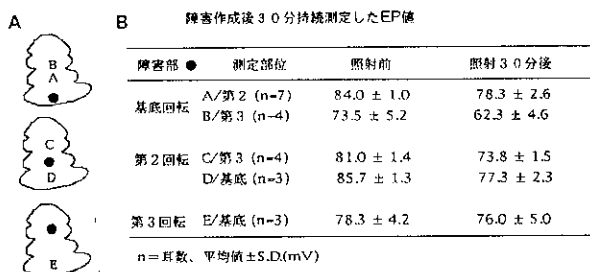 A
B
障害作成後30分持続測定したEP値
障害部 ● 測定部位 照射前 照射30分後
基底回転 A/第2 (n=7) 84.0 ± 1.0 78.3 ± 2.6
B/第3 (n=4) 73.5 ± 5.2 62.3 ± 4.6
第2回転 C/第3 (n=4) 81.0 ± 1.4 73.8 ± 1.5
D/基底 (n=3) 85.7 ± 1.3 77.3 ± 2.3
第3回転 E/基底 (n=3) 78.3 ± 4.2 76.0 ± 5.0
n=耳数、平均値±S.D.(mV)
B
A
C
D
E